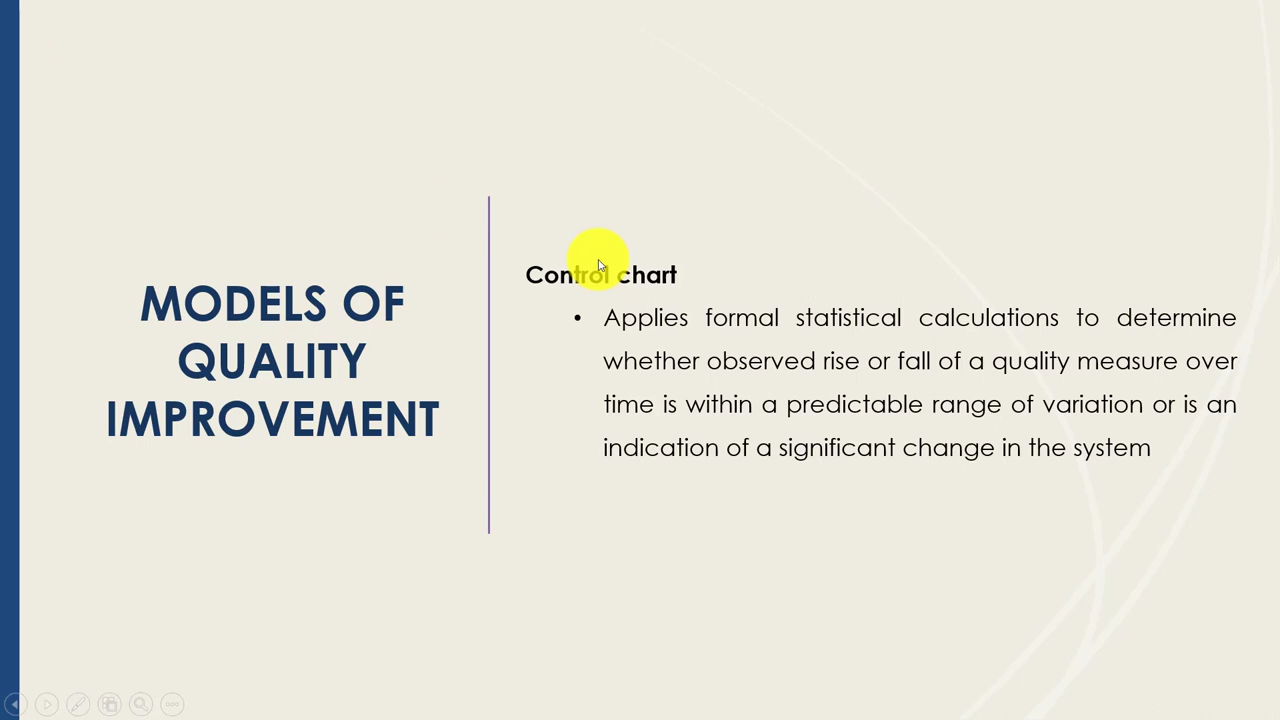 MODELS OF
QUALITY
IMPROVEMENT
Control chart
• Applies formal statistical calculations to determine
whether observed rise or fall of a quality measure over
time is within a predictable range of variation or is an
indication of a significant change in the system